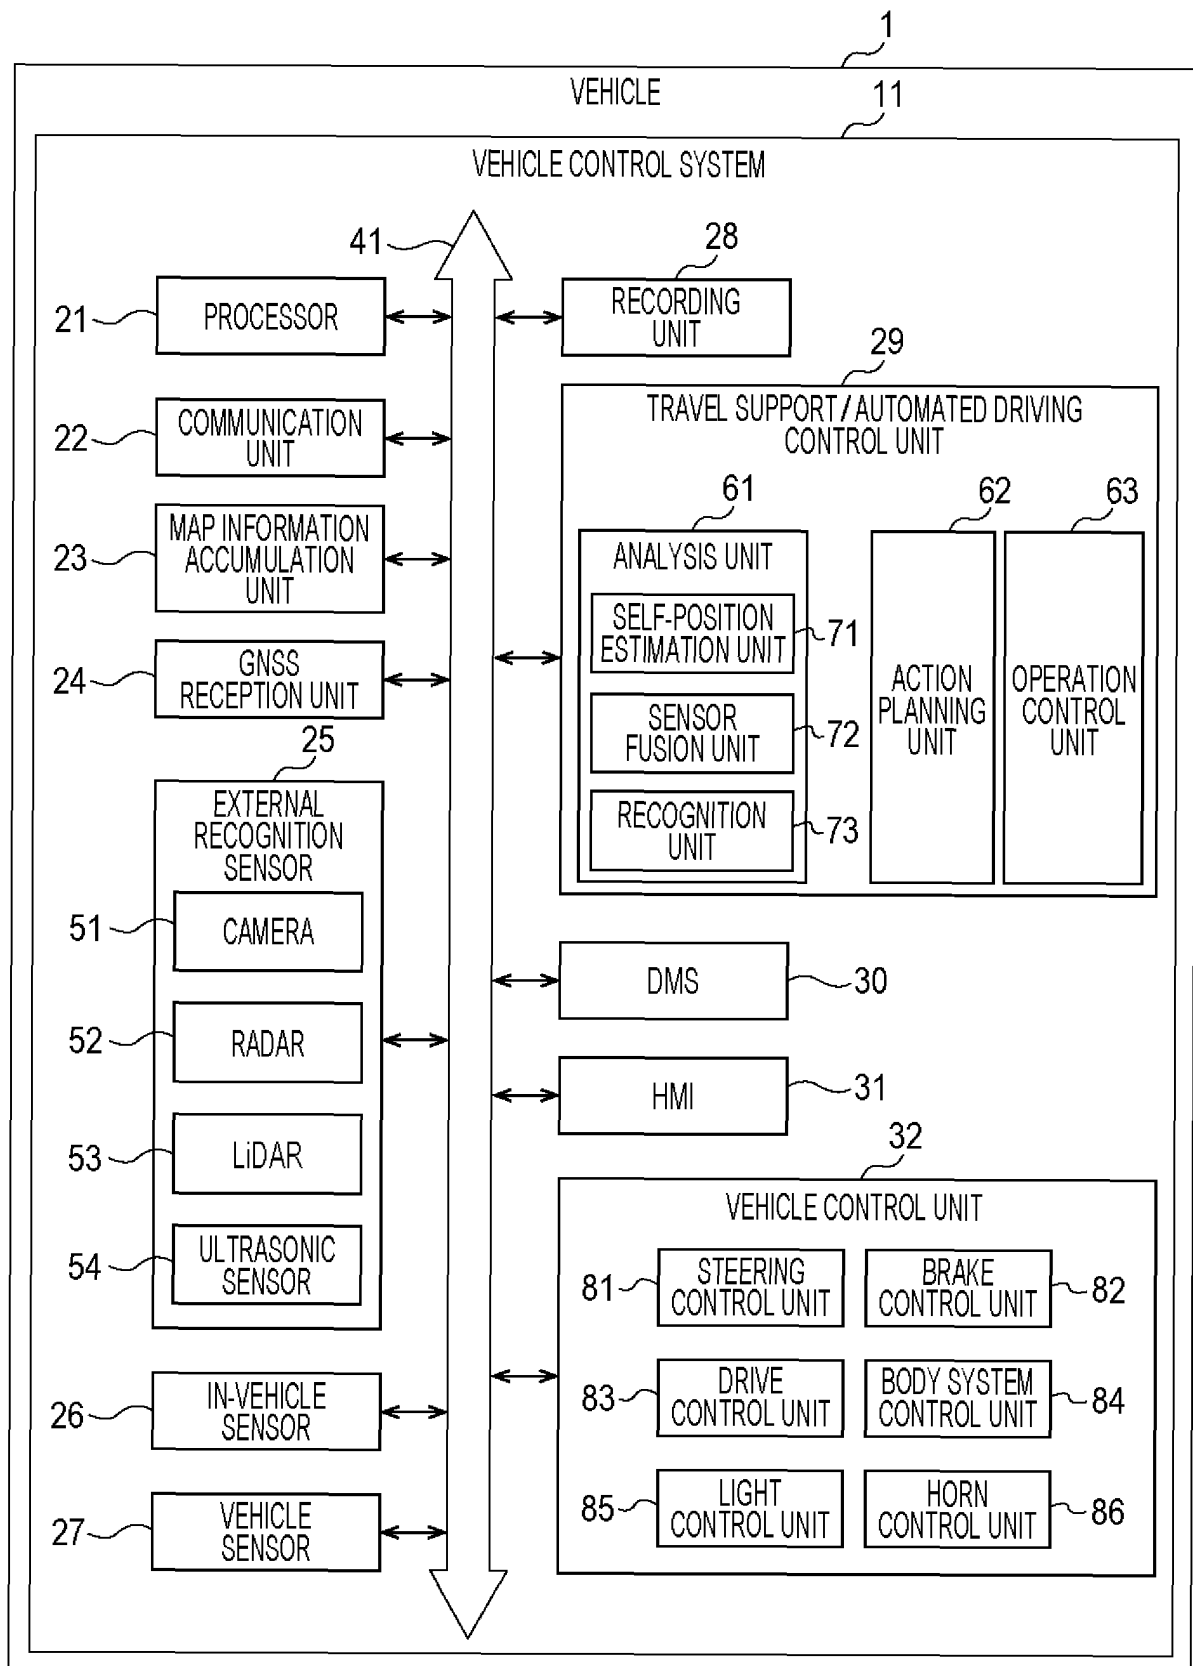 1
VEHICLE
11
VEHICLE CONTROL SYSTEM
41
21
PROCESSOR
22
COMMUNICATION
UNIT
23
MAP INFORMATION
ACCUMULATION
UNIT
24
GNSS
RECEPTION UNIT
25
EXTERNAL
RECOGNITION
SENSOR
51
CAMERA
52
RADAR
53
LiDAR
54
ULTRASONIC
SENSOR
26
IN-VEHICLE
SENSOR
27
VEHICLE
SENSOR
28
RECORDING
UNIT
29
TRAVEL SUPPORT/AUTOMATED DRIVING
CONTROL UNIT
61
ANALYSIS UNIT
SELF-POSITION
ESTIMATION UNIT
71
SENSOR
FUSION UNIT
72
RECOGNITION
UNIT
73
62
ACTION
PLANNING
UNIT
63
OPERATION
CONTROL
UNIT
DMS
30
HMI
31
32
VEHICLE CONTROL UNIT
81
STEERING
CONTROL UNIT
BRAKE
CONTROL UNIT
82
83
DRIVE
CONTROL UNIT
BODY SYSTEM
CONTROL UNIT
84
85
LIGHT
CONTROL UNIT
HORN
CONTROL UNIT
86